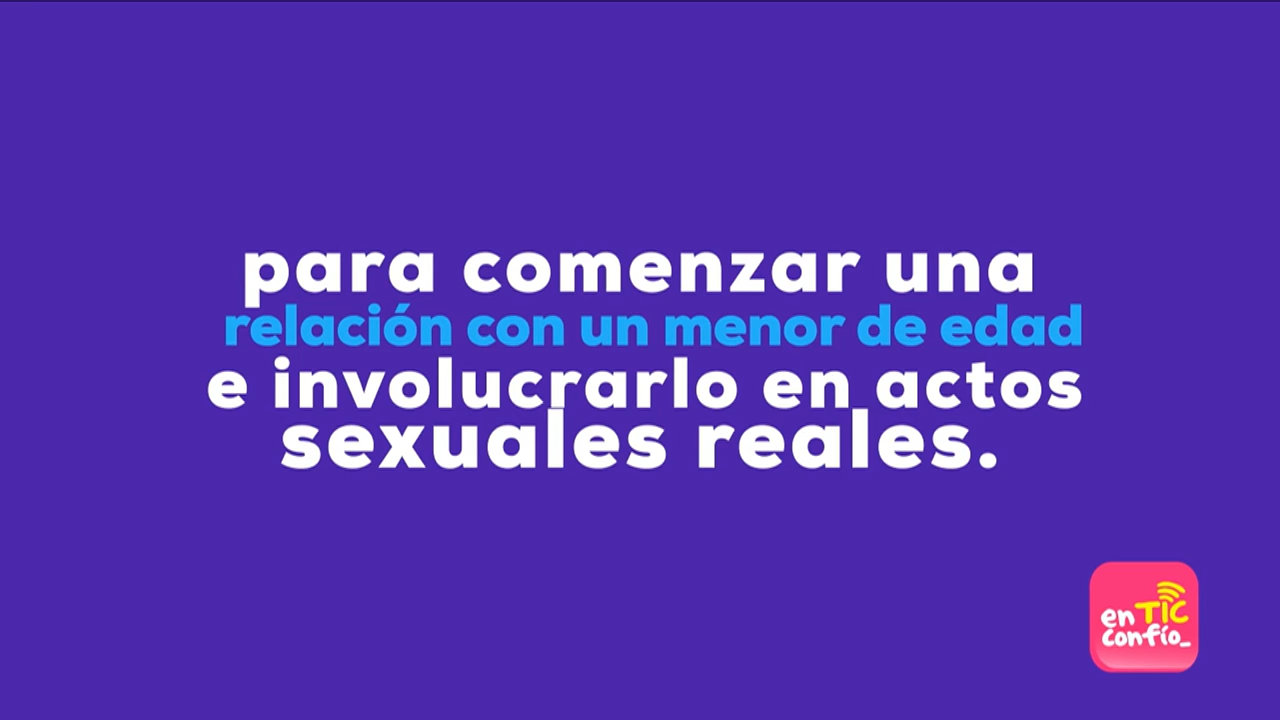 para comenzar una
relación con un menor de edad
e involucrarlo en actos
sexuales reales.
en TIC
confío_